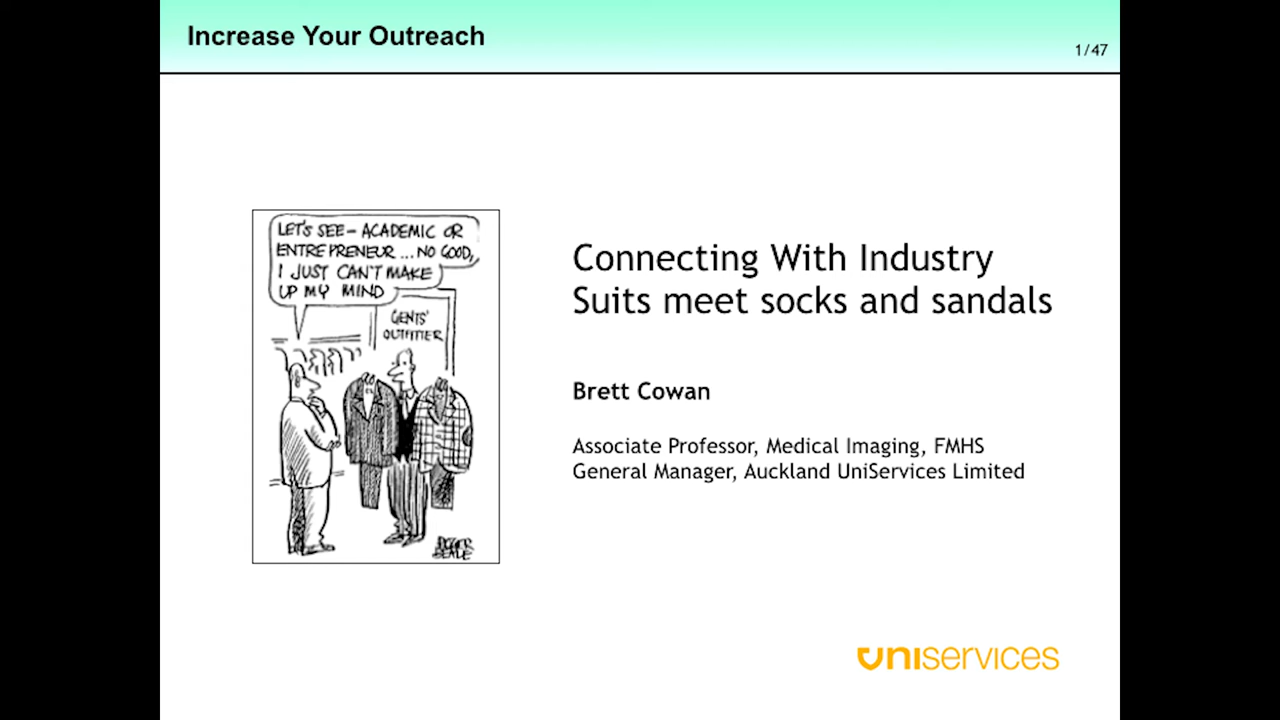 Increase Your Outreach
1/47
LET'S SEE – ACADEMIC OR
ENTREPRENEUR ... NO GOOD,
I JUST CAN'T MAKE
UP MY MIND
GENTS'
OUTFITTER
Connecting With Industry
Suits meet socks and sandals
Brett Cowan
Associate Professor, Medical Imaging, FMHS
General Manager, Auckland UniServices Limited
BEALE
uniservices